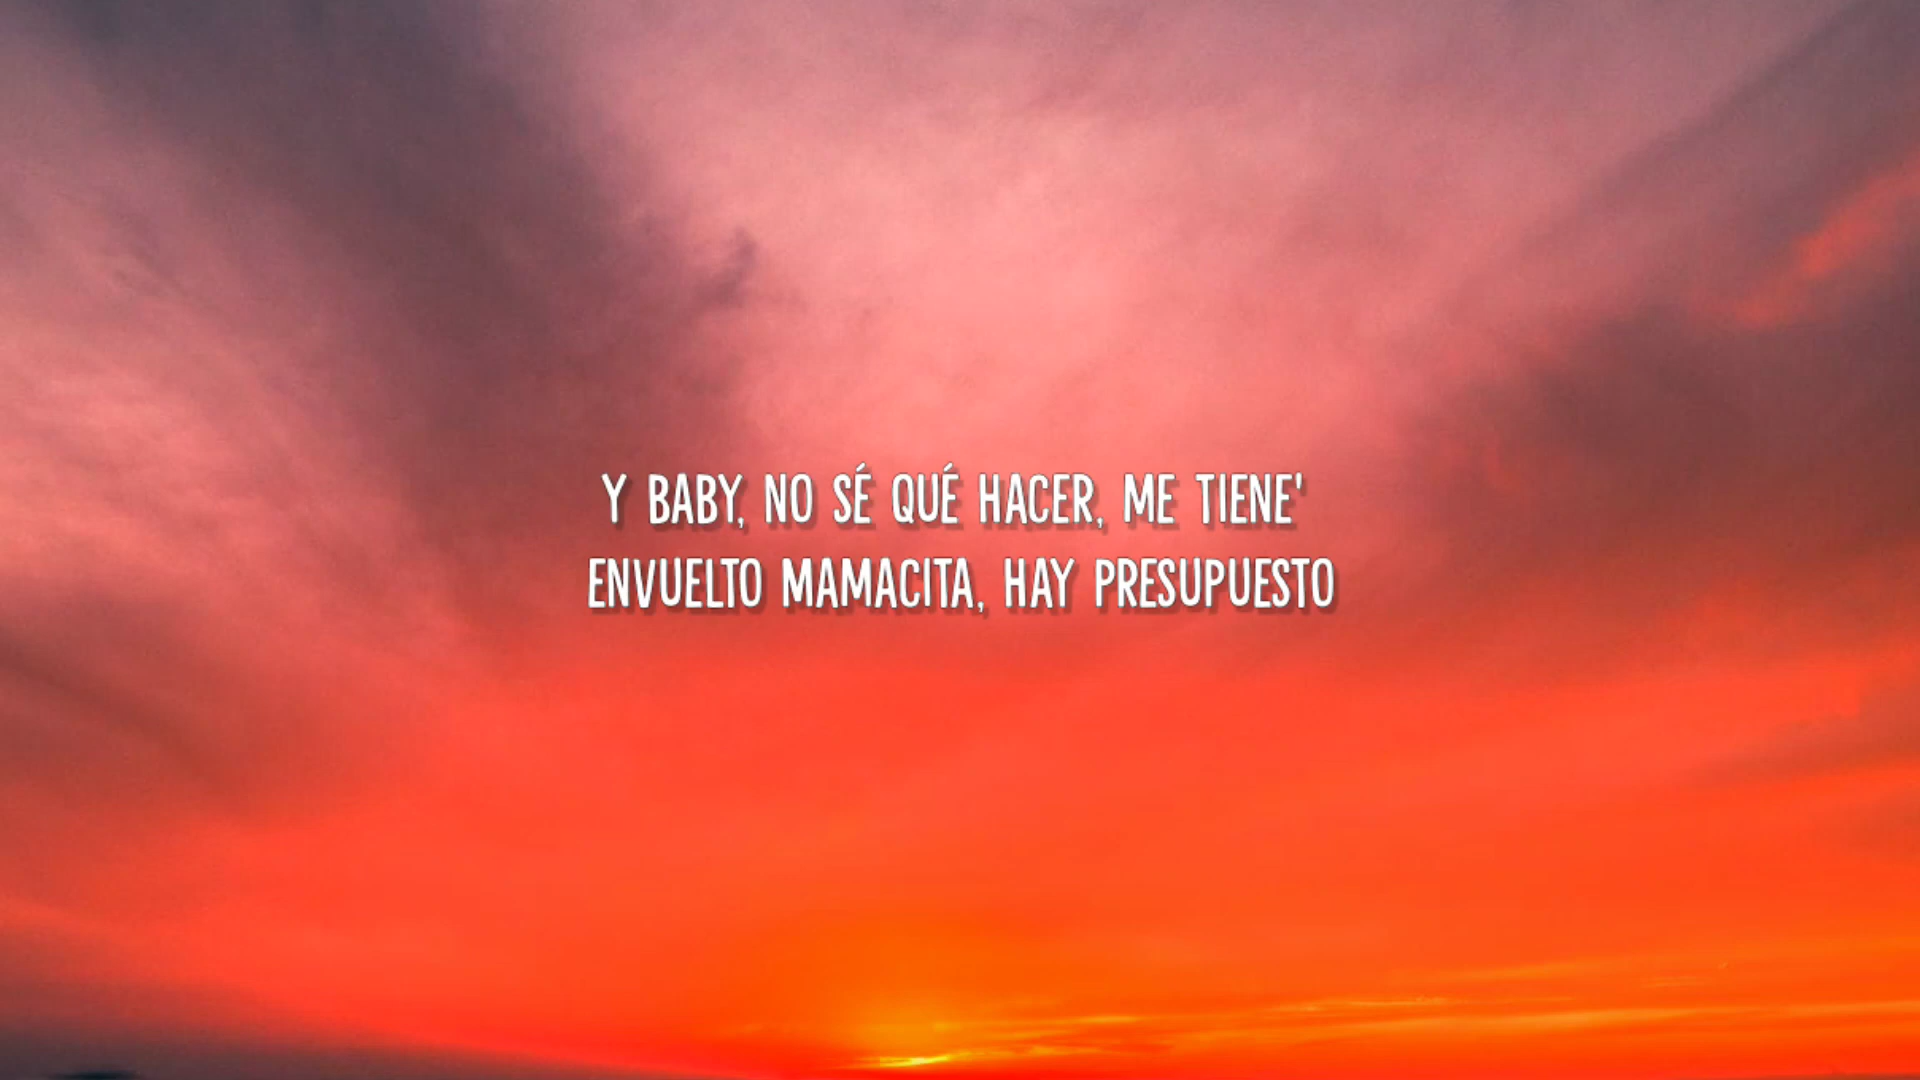 Y BABY, NO SÉ QUÉ HACER, ME TIENE'
ENVUELTO MAMACITA, HAY PRESUPUESTO